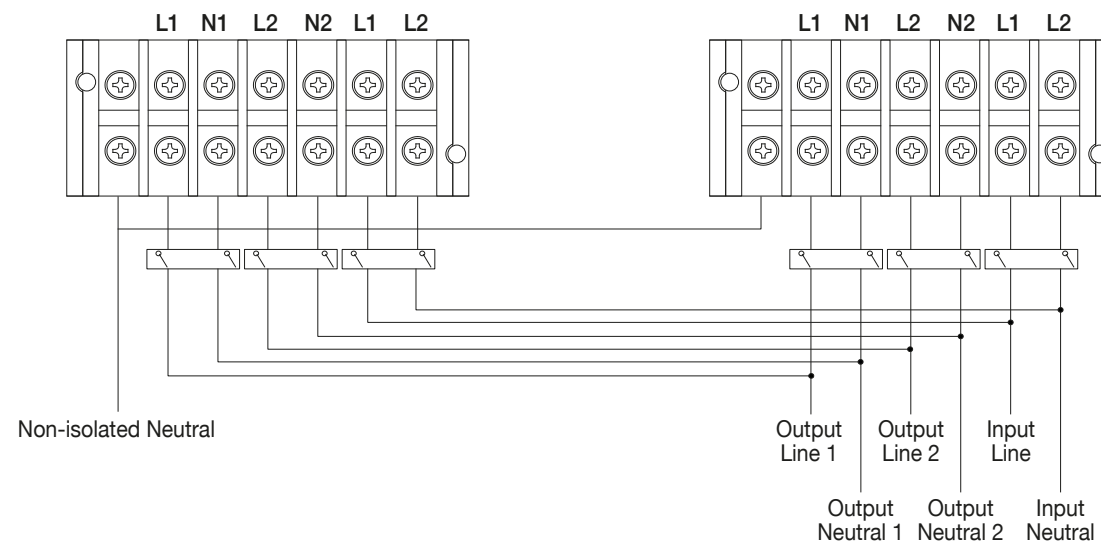 L1 N1 L2 N2 L1 L2
L1 N1 L2 N2 L1 L2
Non-isolated Neutral
Output
Line 1
Output
Line 2
Input
Line
Output
Neutral 1
Output
Neutral 2
Input
Neutral